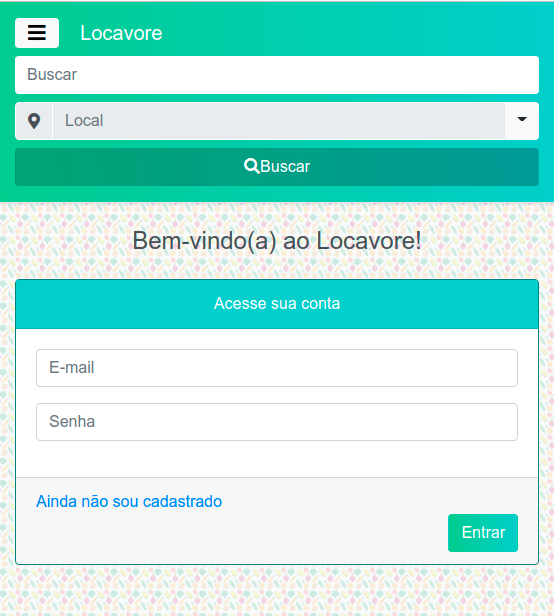 Locavore
Buscar
Local
Buscar
Bem-vindo(a) ao Locavore!
Acesse sua conta
E-mail
Senha
Ainda não sou cadastrado
Entrar